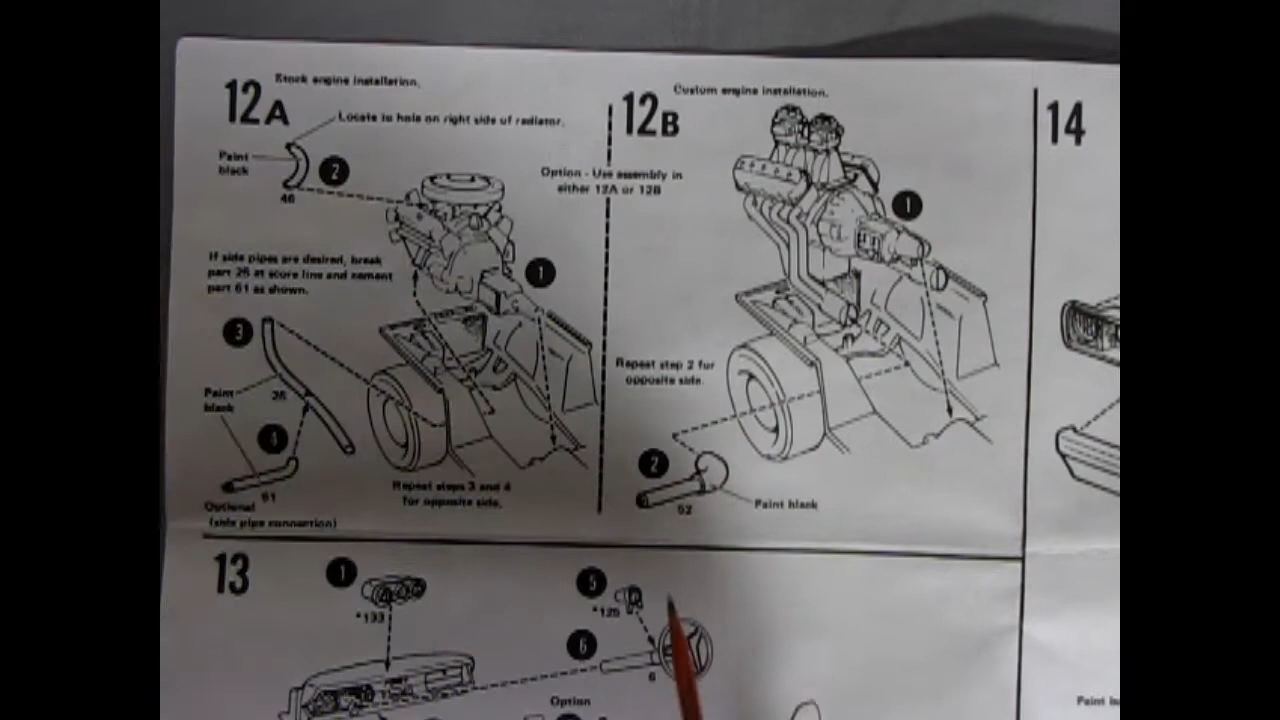 12A
Stock engine installation.
Locate to hole on right side of radiator.
Paint
black
2
46
1
If side pipes are desired, break
part 25 at score line and cement
part 61 as shown.
3
Paint
black
4
61
Optional
(side pipe connection)
Repeat steps 3 and 4
for opposite side.
Option - Use assembly in
either 12A or 12B
12B
Custom engine installation.
1
Repeat step 2 for
opposite side.
2
52
Paint black
13
1
*133
5
*125
6
6
Option
14
Paint